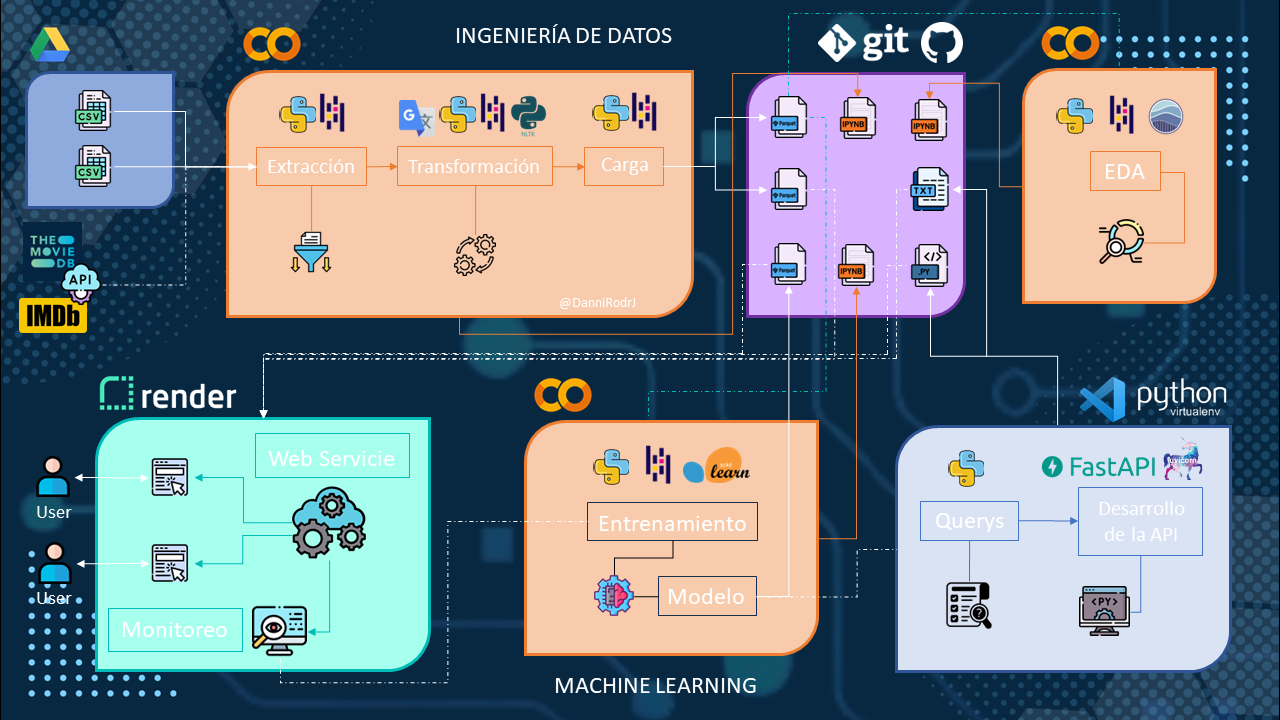 INGENIERÍA DE DATOS
git
CSV
CSV
THE
MOVIE
DB
API
IMDb
NLTK
Extracción
Transformación
Carga
@DanniRodrJ
Parquet
IPYNB
IPYNB
Parquet
TXT
Parquet
IPYNB
</>
.PY
EDA
render
Web Servicie
User
User
Monitoreo
learn
Entrenamiento
Modelo
MACHINE LEARNING
python
virtualenv
FastAPI
Querys
Desarrollo
de la API
<PY>